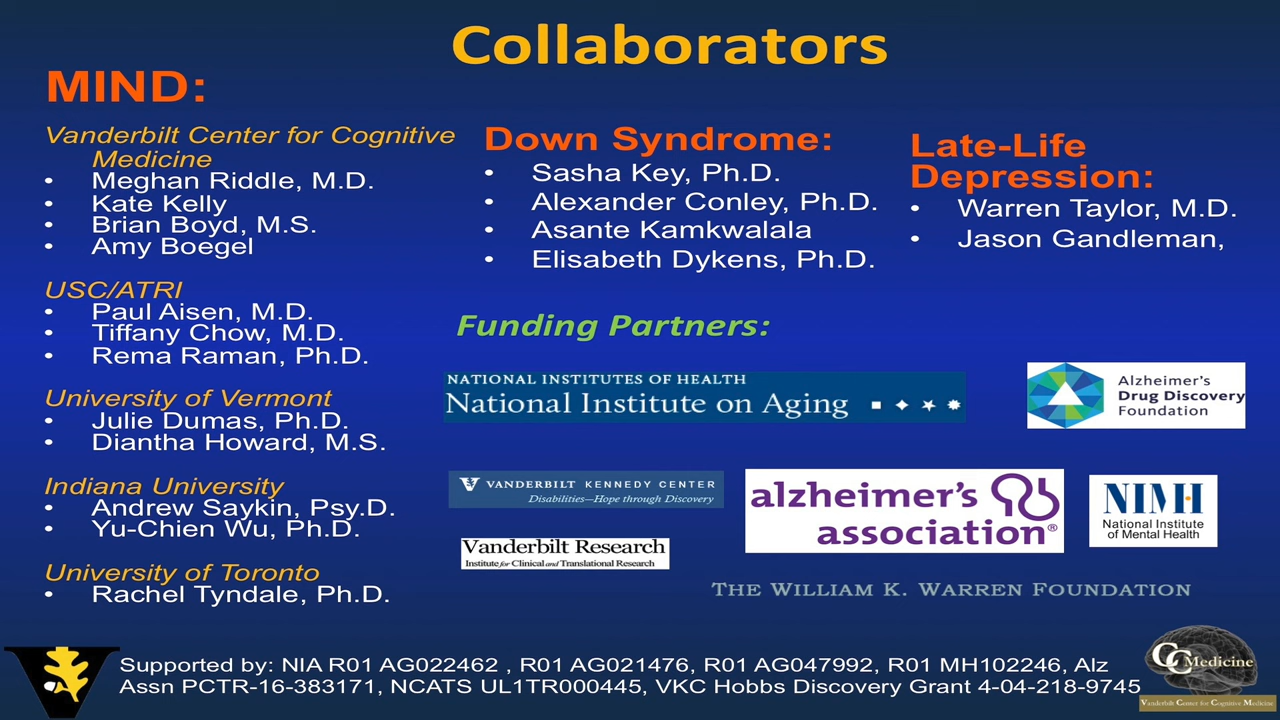 Collaborators
MIND:
Vanderbilt Center for Cognitive
Medicine
• Meghan Riddle, M.D.
• Kate Kelly
• Brian Boyd, M.S.
• Amy Boegel
USC/ATRI
• Paul Aisen, M.D.
• Tiffany Chow, M.D.
• Rema Raman, Ph.D.
University of Vermont
• Julie Dumas, Ph.D.
• Diantha Howard, M.S.
Indiana University
• Andrew Saykin, Psy.D.
• Yu-Chien Wu, Ph.D.
University of Toronto
• Rachel Tyndale, Ph.D.
Down Syndrome:
• Sasha Key, Ph.D.
• Alexander Conley, Ph.D.
• Asante Kamkwalala
• Elisabeth Dykens, Ph.D.
Late-Life
Depression:
• Warren Taylor, M.D.
• Jason Gandleman,
Funding Partners:
NATIONAL INSTITUTES OF HEALTH
National Institute on Aging
Alzheimer's
Drug Discovery
Foundation
VANDERBILT KENNEDY CENTER
Disabilities—Hope through Discovery
alzheimer's
association®
NIMH
National Institute
of Mental Health
Vanderbilt Research
Institute for Clinical and Translational Research
THE WILLIAM K. WARREN FOUNDATION
Supported by: NIA R01 AG022462 , R01 AG021476, R01 AG047992, R01 MH102246, Alz
Assn PCTR-16-383171, NCATS UL1TR000445, VKC Hobbs Discovery Grant 4-04-218-9745
CC Medicine
Vanderbilt Center for Cognitive Medicine